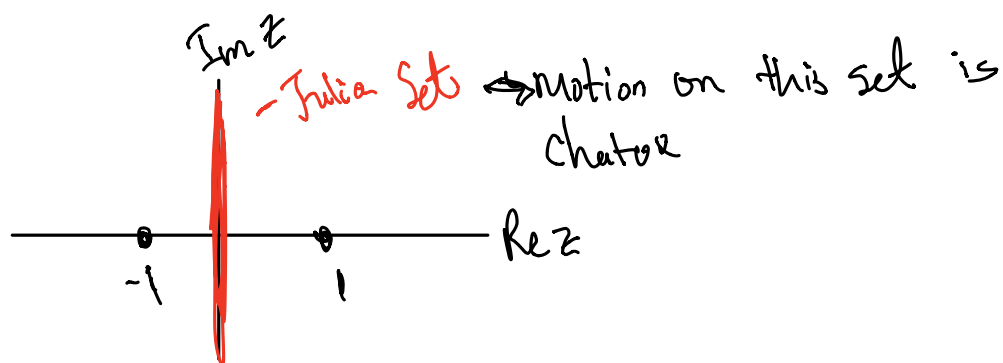 Im z
- Julia Set ↔ Motion on this set is
Chatox
Re z
-1 1